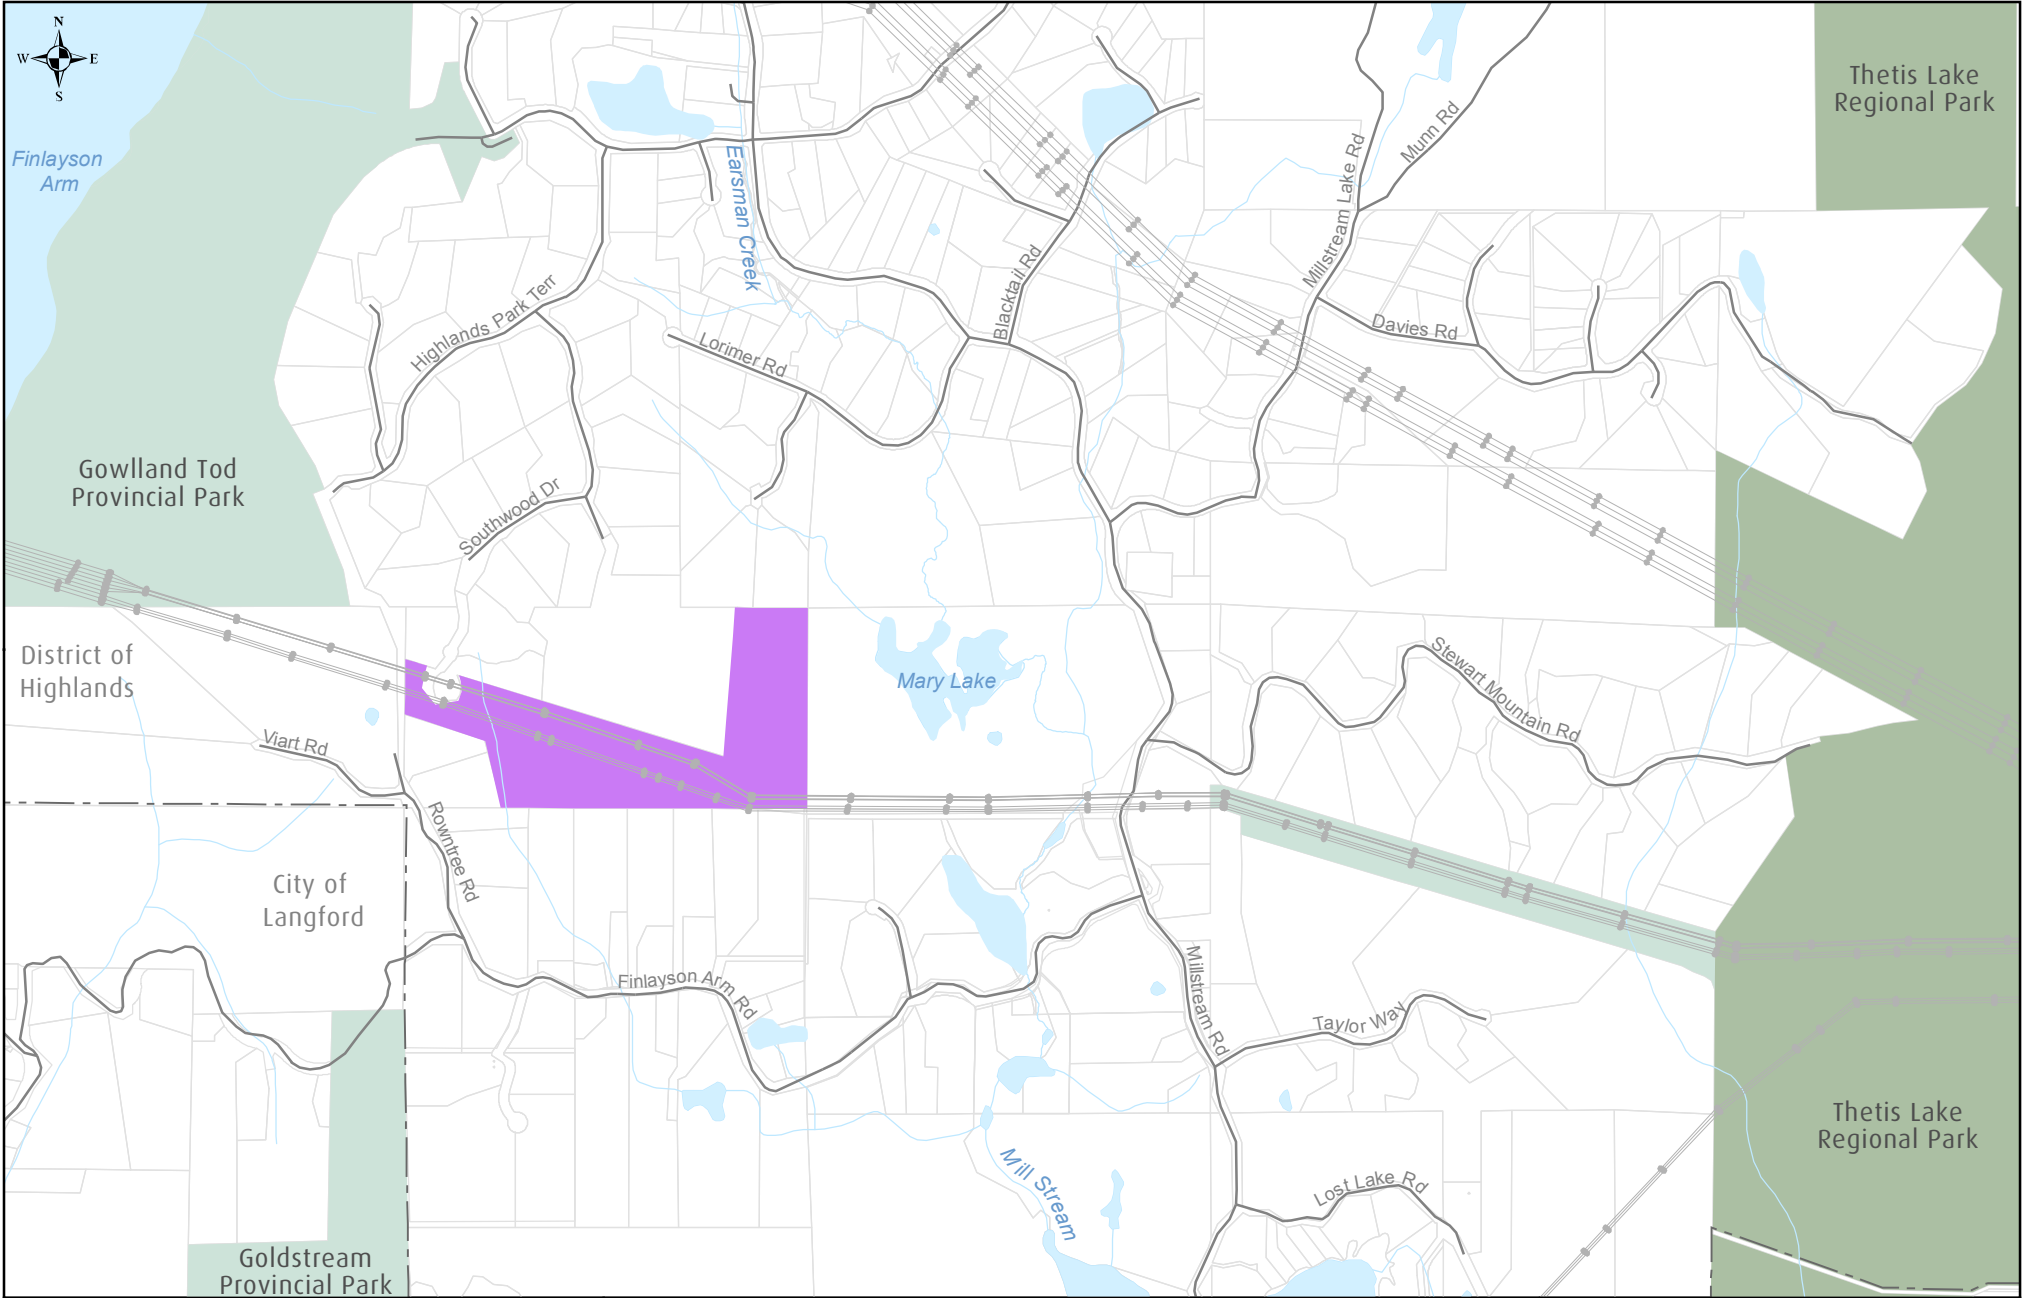 N
W E
S
Thetis Lake
Regional Park
Finlayson
Arm
Earsman Creek
Millstream Lake Rd
Munn Rd
Highlands Park Terr
Lorimer Rd
Blacktail Rd
Davies Rd
Gowlland Tod
Provincial Park
Southwood Dr
District of
Highlands
Mary Lake
Stewart Mountain Rd
Viart Rd
Rowntree Rd
City of
Langford
Finlayson Arm Rd
Millstream Rd
Taylor Way
Thetis Lake
Regional Park
Mill Stream
Lost Lake Rd
Goldstream
Provincial Park